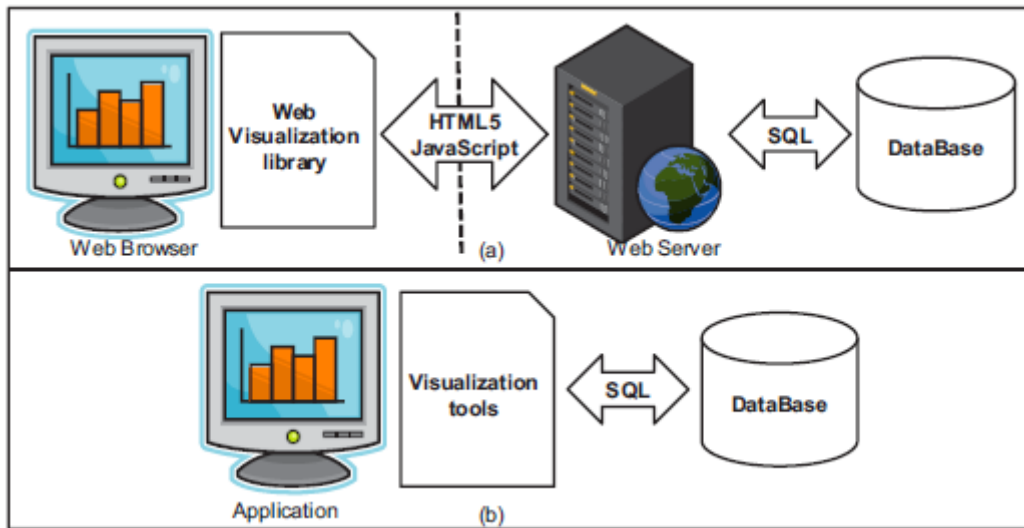 Web
Visualization
library
HTML5
JavaScript
SQL
DataBase
Web Browser
(a)
Web Server
Visualization
tools
SQL
DataBase
Application
(b)